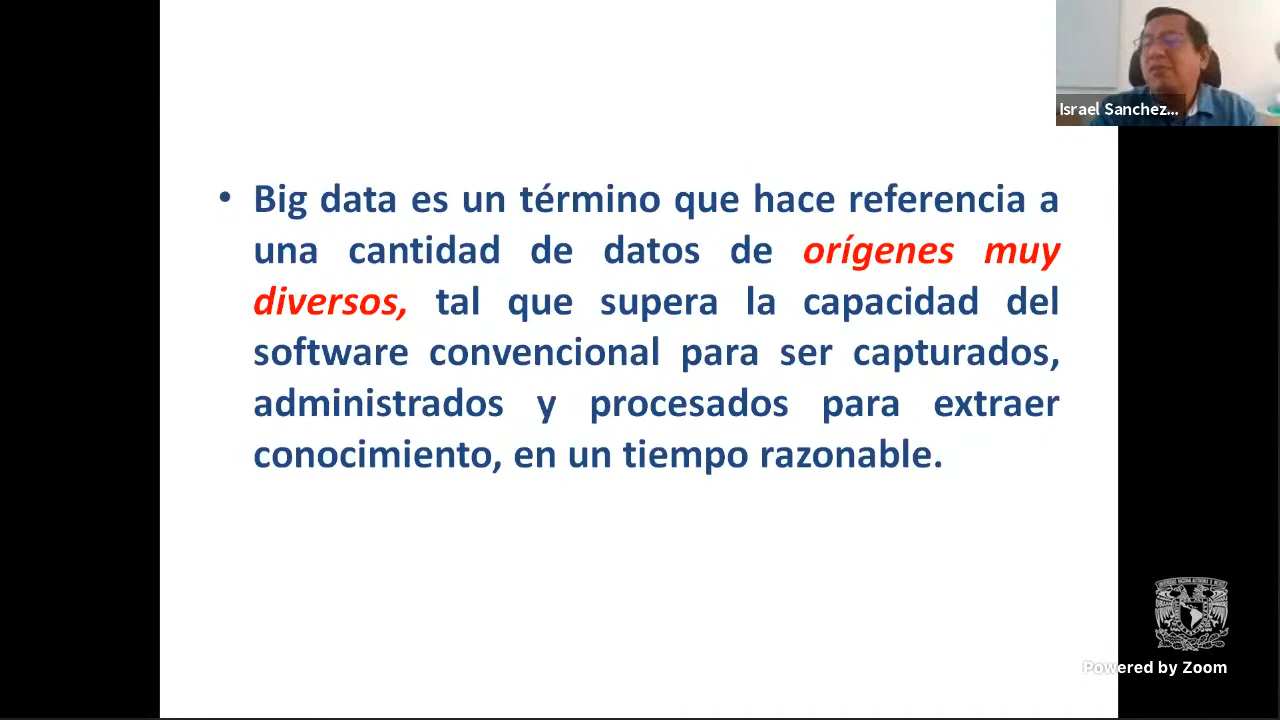 Israel Sanchez...
• Big data es un término que hace referencia a
una cantidad de datos de orígenes muy
diversos, tal que supera la capacidad del
software convencional para ser capturados,
administrados y procesados para extraer
conocimiento, en un tiempo razonable.
Powered by Zoom